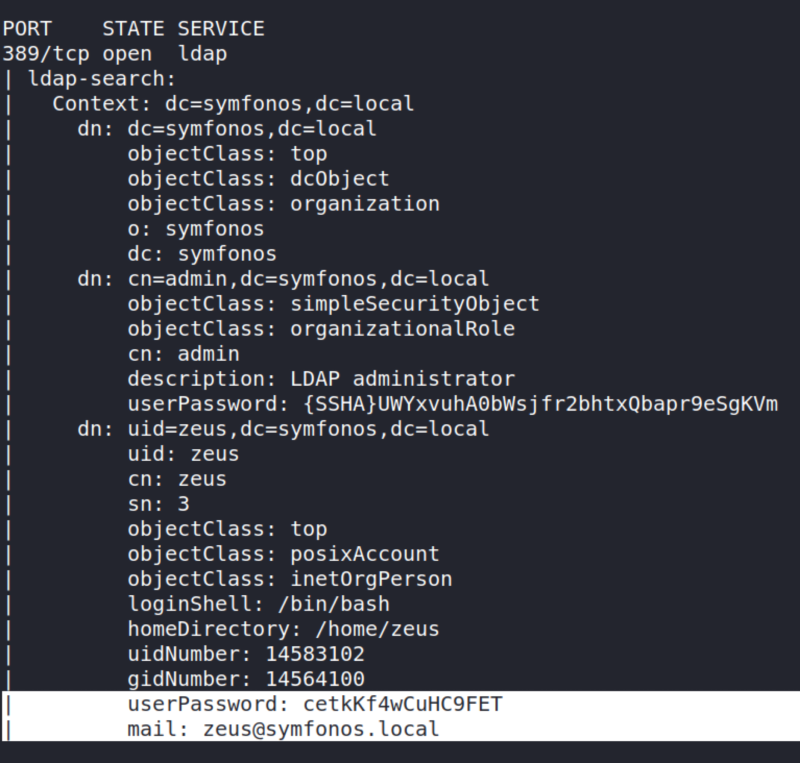 PORT    STATE SERVICE
389/tcp open  ldap
| ldap-search:
|   Context: dc=symfonos,dc=local
|     dn: dc=symfonos,dc=local
|         objectClass: top
|         objectClass: dcObject
|         objectClass: organization
|         o: symfonos
|         dc: symfonos
|     dn: cn=admin,dc=symfonos,dc=local
|         objectClass: simpleSecurityObject
|         objectClass: organizationalRole
|         cn: admin
|         description: LDAP administrator
|         userPassword: {SSHA}UWYxvuhA0bWsjfr2bhtxQbapr9eSgKVm
|     dn: uid=zeus,dc=symfonos,dc=local
|         uid: zeus
|         cn: zeus
|         sn: 3
|         objectClass: top
|         objectClass: posixAccount
|         objectClass: inetOrgPerson
|         loginShell: /bin/bash
|         homeDirectory: /home/zeus
|         uidNumber: 14583102
|         gidNumber: 14564100
|         userPassword: cetkKf4wCuHC9FET
|         mail: zeus@symfonos.local